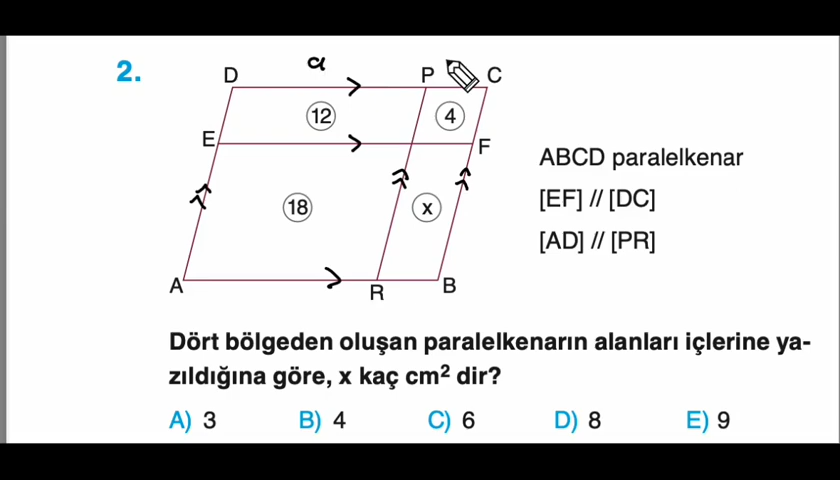 2.
D
a
P
C
12
4
E
F
18
x
A
R
B
ABCD paralelkenar
[EF] // [DC]
[AD] // [PR]
Dört bölgeden oluşan paralelkenarın alanları içlerine ya-
zıldığına göre, x kaç cm² dir?
A) 3 B) 4 C) 6 D) 8 E) 9